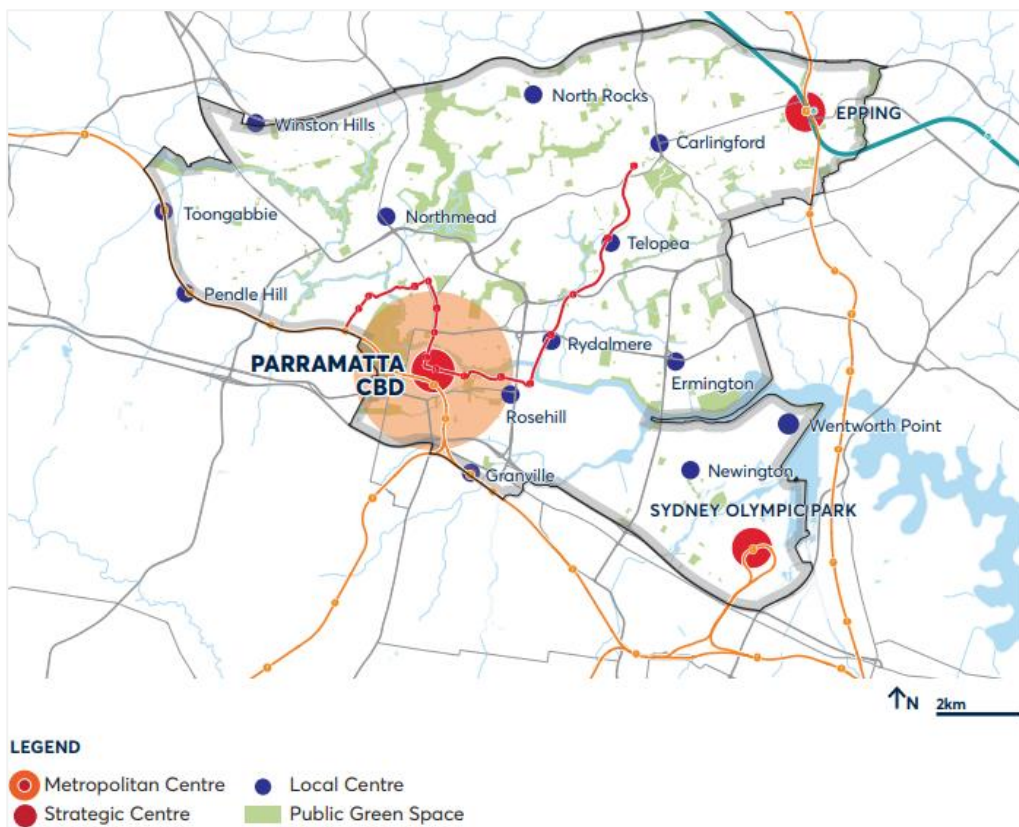 North Rocks
EPPING
Winston Hills
Carlingford
Toongabbie
Northmead
Telopea
Pendle Hill
PARRAMATTA
CBD
Rydalmere
Ermington
Rosehill
Wentworth Point
Granville
Newington
SYDNEY OLYMPIC PARK
N 2km
LEGEND
Metropolitan Centre
Local Centre
Strategic Centre
Public Green Space